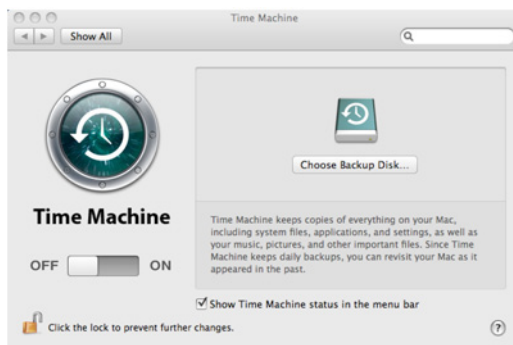 Time Machine
Show All
Choose Backup Disk...
Time Machine
Time Machine keeps copies of everything on your Mac,
including system files, applications, and settings, as well as
your music, pictures, and other important files. Since Time
Machine keeps daily backups, you can revisit your Mac as it
appeared in the past.
OFF ON
Show Time Machine status in the menu bar
Click the lock to prevent further changes.
?